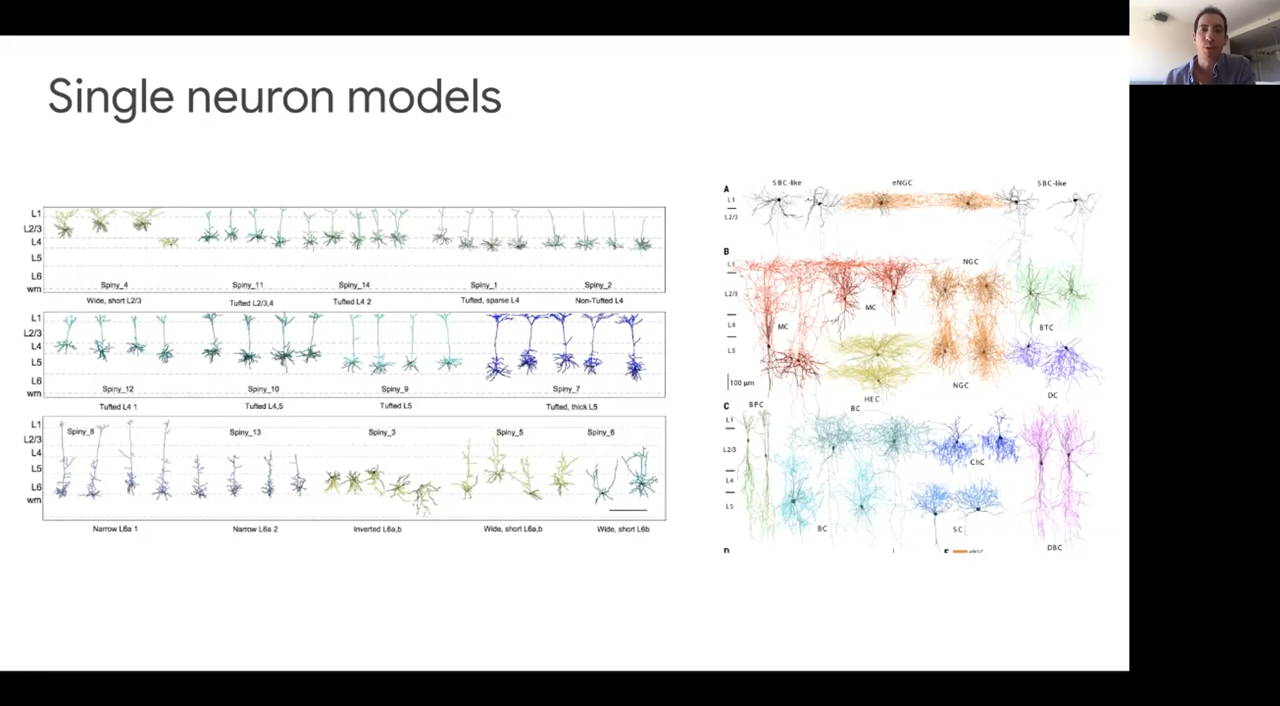 Single neuron models
L1
L2/3
L4
L5
L6
wm
Spiny_4
Spiny_11
Spiny_14
Spiny_1
Spiny_2
Wide, short L2/3
Tufted L2/3,4
Tufted L4 2
Tufted, sparse L4
Non-Tufted L4
L1
L2/3
L4
L5
L6
wm
Spiny_12
Spiny_10
Spiny_9
Spiny_7
Tufted L4 1
Tufted L4,5
Tufted L5
Tufted, thick L5
L1
L2/3
L4
L5
L6
wm
Spiny_8
Spiny_13
Spiny_3
Spiny_5
Spiny_6
Narrow L6a 1
Narrow L6a 2
Inverted L6a,b
Wide, short L6a,b
Wide, short L6b
A
SBC-like
eNGC
SBC-like
L1
L2/3
B
NGC
L1
L2/3
MC
MC
BTC
L4
L5
100 µm
NGC
HEC
DC
C
BPC
BC
L1
L2/3
ChC
L4
L5
BC
SC
DBC